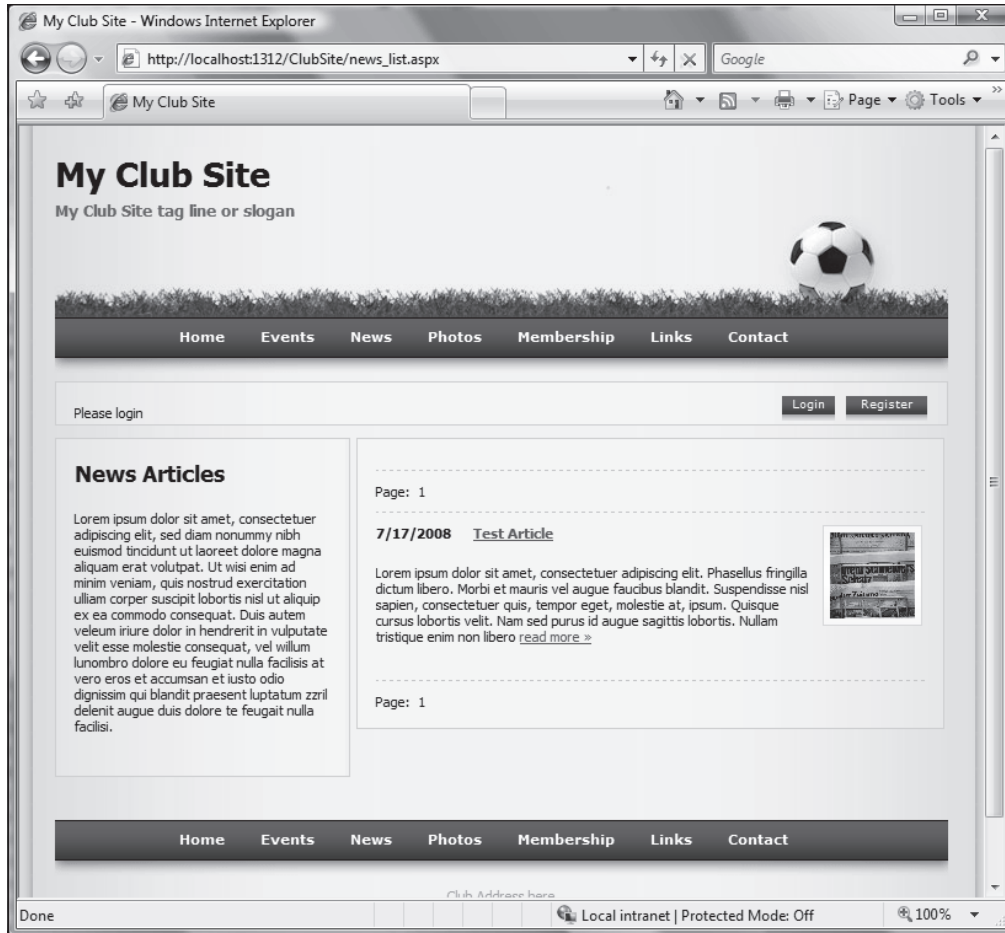 My Club Site - Windows Internet Explorer
http://localhost:1312/ClubSite/news_list.aspx
Google
My Club Site
Page
Tools
My Club Site
My Club Site tag line or slogan
Home Events News Photos Membership Links Contact
Please login
Login Register
News Articles
Lorem ipsum dolor sit amet, consectetuer
adipiscing elit, sed diam nonummy nibh
euismod tincidunt ut laoreet dolore magna
aliquam erat volutpat. Ut wisi enim ad
minim veniam, quis nostrud exercitation
ulliam corper suscipit lobortis nisl ut aliquip
ex ea commodo consequat. Duis autem
veleum iriure dolor in hendrerit in vulputate
velit esse molestie consequat, vel willum
lunombro dolore eu feugiat nulla facilisis at
vero eros et accumsan et iusto odio
dignissim qui blandit praesent luptatum zzril
delenit augue duis dolore te feugait nulla
facilisi.
Page: 1
7/17/2008 Test Article
Lorem ipsum dolor sit amet, consectetuer adipiscing elit. Phasellus fringilla
dictum libero. Morbi et mauris vel augue faucibus blandit. Suspendisse nisl
sapien, consectetuer quis, tempor eget, molestie at, ipsum. Quisque
cursus lobortis velit. Nam sed purus id augue sagittis lobortis. Nullam
tristique enim non libero read more »
Page: 1
Home Events News Photos Membership Links Contact
Club Address here
Done
Local intranet | Protected Mode: Off
100%